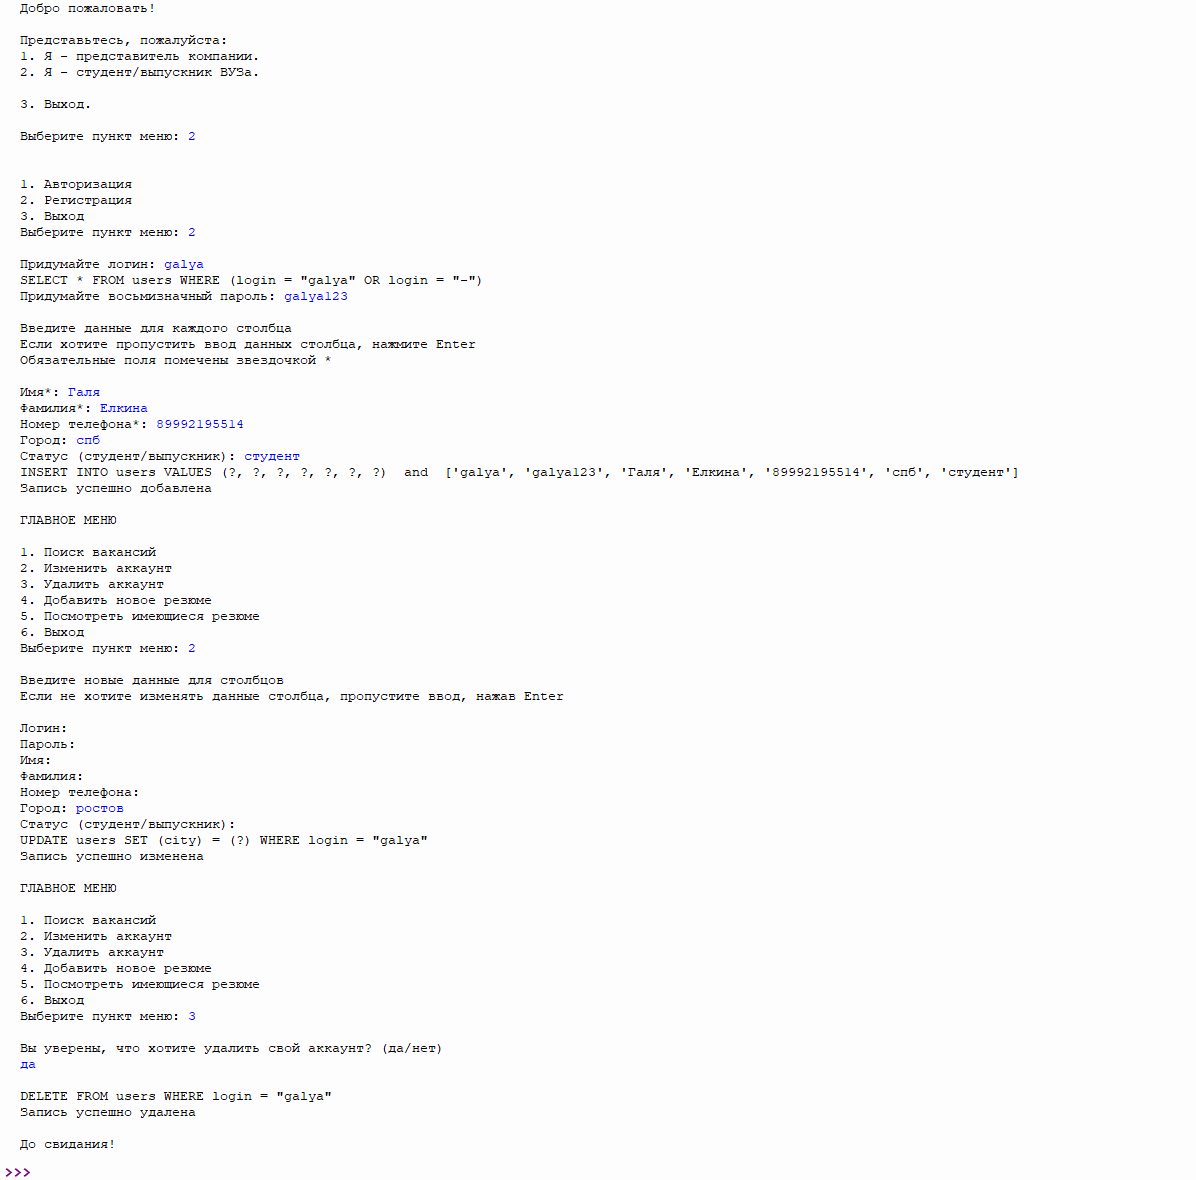 Добро пожаловать!
Представьтесь, пожалуйста:
1. Я - представитель компании.
2. Я - студент/выпускник ВУЗа.
3. Выход.
Выберите пункт меню: 2
1. Авторизация
2. Регистрация
3. Выход
Выберите пункт меню: 2
Придумайте логин: galya
SELECT * FROM users WHERE (login = "galya" OR login = "-")
Придумайте восьмизначный пароль: galya123
Введите данные для каждого столбца
Если хотите пропустить ввод данных столбца, нажмите Enter
Обязательные поля помечены звездочкой *
Имя*: Галя
Фамилия*: Елкина
Номер телефона*: 89992195514
Город: спб
Статус (студент/выпускник): студент
INSERT INTO users VALUES (?, ?, ?, ?, ?, ?, ?)  and  ['galya', 'galya123', 'Галя', 'Елкина', '89992195514', 'спб', 'студент']
Запись успешно добавлена
ГЛАВНОЕ МЕНЮ
1. Поиск вакансий
2. Изменить аккаунт
3. Удалить аккаунт
4. Добавить новое резюме
5. Посмотреть имеющиеся резюме
6. Выход
Выберите пункт меню: 2
Введите новые данные для столбцов
Если не хотите изменять данные столбца, пропустите ввод, нажав Enter
Логин:
Пароль:
Имя:
Фамилия:
Номер телефона:
Город: ростов
Статус (студент/выпускник):
UPDATE users SET (city) = (?) WHERE login = "galya"
Запись успешно изменена
ГЛАВНОЕ МЕНЮ
1. Поиск вакансий
2. Изменить аккаунт
3. Удалить аккаунт
4. Добавить новое резюме
5. Посмотреть имеющиеся резюме
6. Выход
Выберите пункт меню: 3
Вы уверены, что хотите удалить свой аккаунт? (да/нет)
да
DELETE FROM users WHERE login = "galya"
Запись успешно удалена
До свидания!
>>>